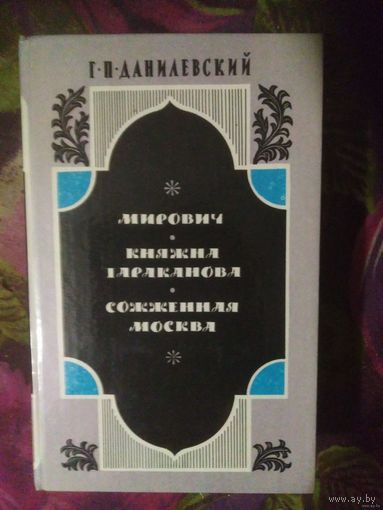 Г·П·ДАНИЛЕВСКИЙ
МИРОВИЧ
·
КНЯЖНА
ТАРАКАНОВА
·
СОЖЖЕННАЯ
МОСКВА
www.ay.by